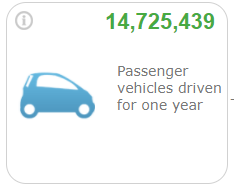 14,725,439
Passenger
vehicles driven
for one year